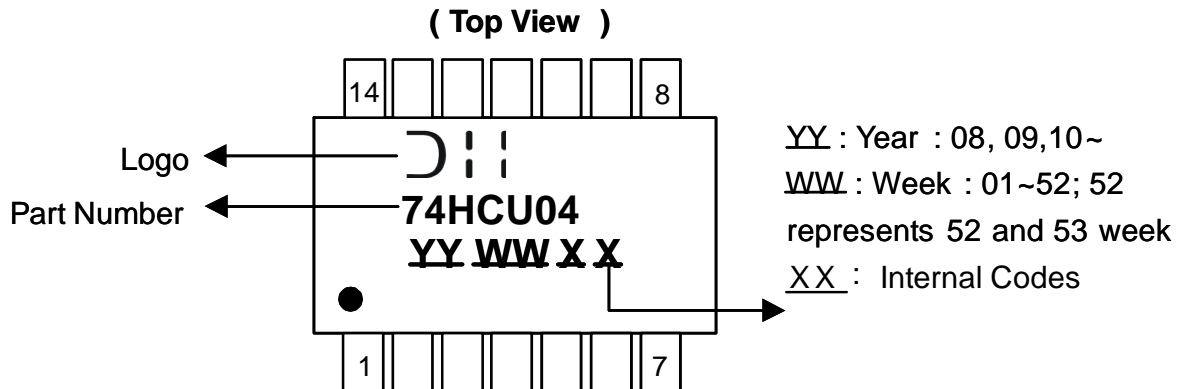 ( Top View )
14
8
Logo
74HCU04
Part Number
YY WW X X
YY : Year : 08, 09,10~
WW : Week : 01~52; 52
represents 52 and 53 week
XX : Internal Codes
1
7